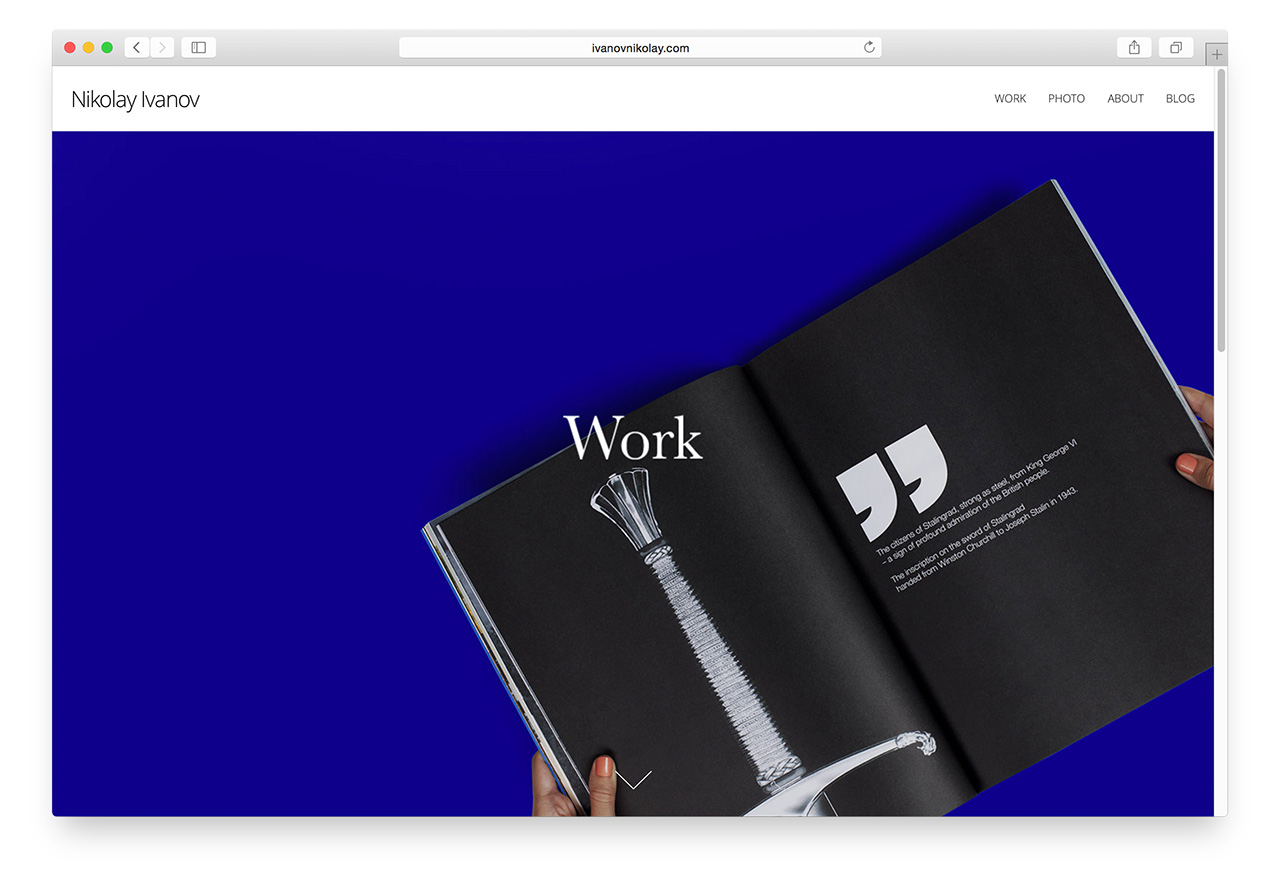 ivanovnikolay.com
Nikolay Ivanov
WORK PHOTO ABOUT BLOG
Work
The citizens of Stalingrad, strong as steel, from King George VI
– a sign of profound admiration of the British people.
The inscription on the sword of Stalingrad
handed from Winston Churchill to Joseph Stalin in 1943.